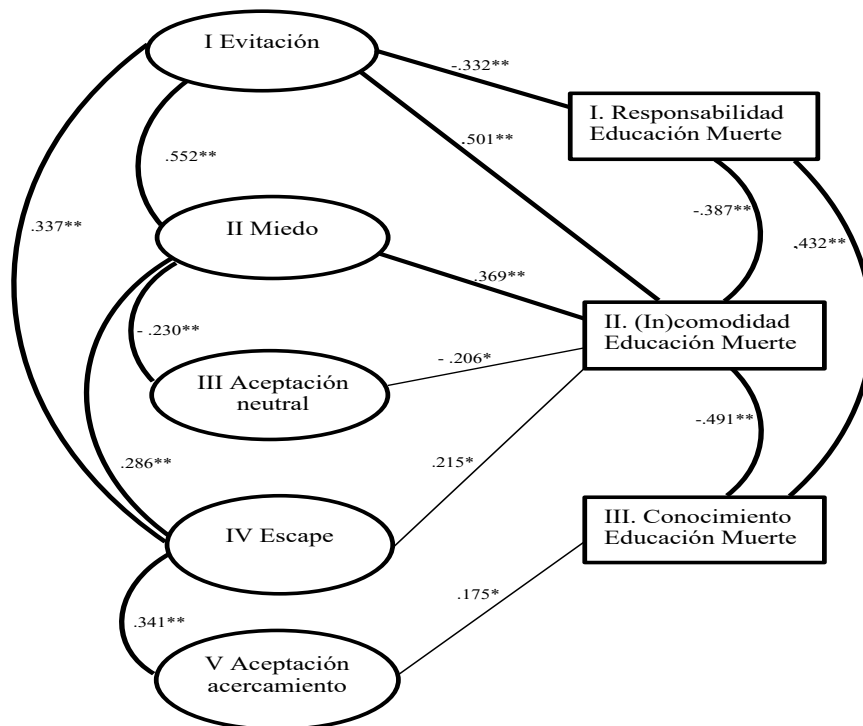 I Evitación
-.332**
I. Responsabilidad
Educación Muerte
.501**
.552**
-.387**
.337**
II Miedo
.432**
.369**
II. (In)comodidad
Educación Muerte
- .230**
- .206*
III Aceptación
neutral
-.491**
.286**
.215*
III. Conocimiento
Educación Muerte
IV Escape
.175*
.341**
V Aceptación
acercamiento